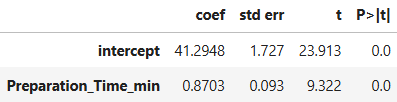 coef std err t P>|t|
intercept 41.2948 1.727 23.913 0.0
Preparation_Time_min 0.8703 0.093 9.322 0.0